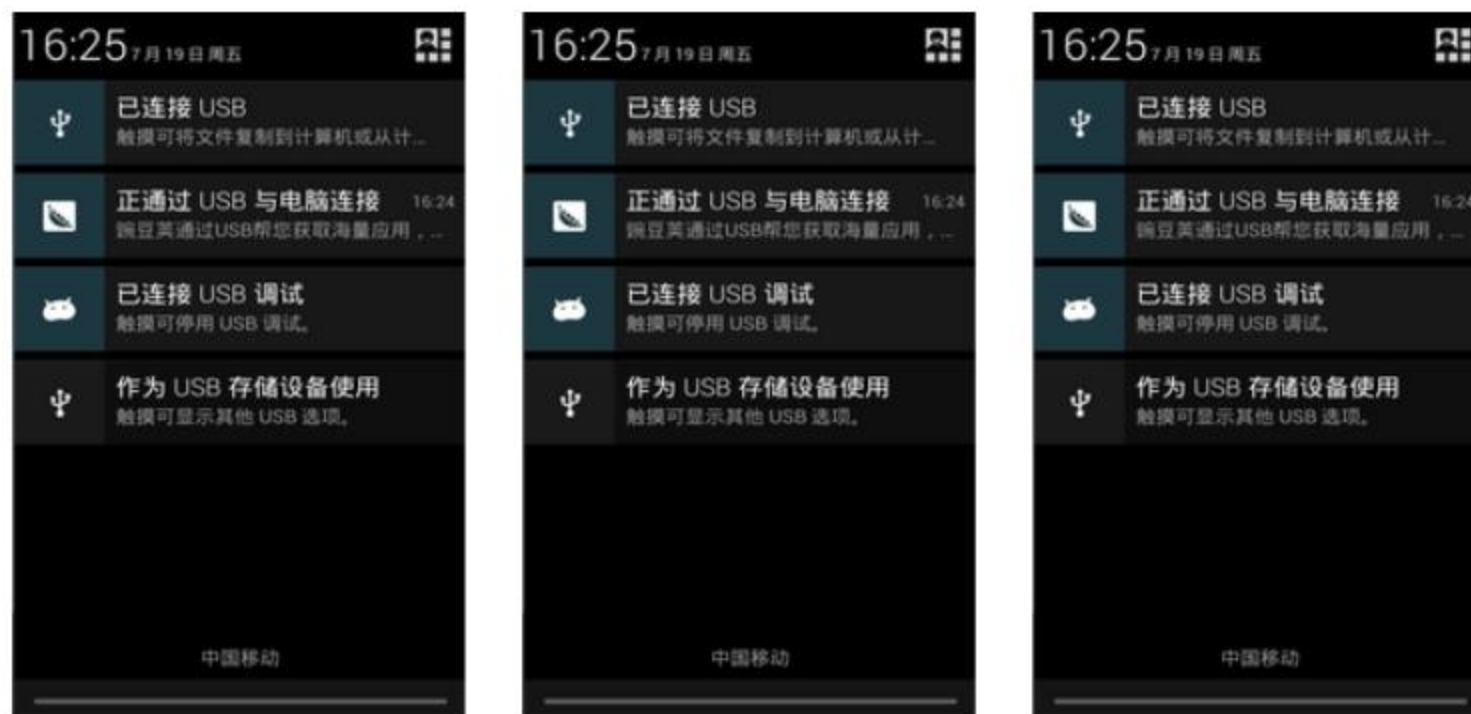 16:25 7月19日 周五
已连接 USB
触摸可将文件复制到计算机或从计...
正通过 USB 与电脑连接 16:24
豌豆荚通过USB帮您获取海量应用，...
已连接 USB 调试
触摸可停用 USB 调试。
作为 USB 存储设备使用
触摸可显示其他 USB 选项。
中国移动
16:25 7月19日 周五
已连接 USB
触摸可将文件复制到计算机或从计...
正通过 USB 与电脑连接 16:24
豌豆荚通过USB帮您获取海量应用，...
已连接 USB 调试
触摸可停用 USB 调试。
作为 USB 存储设备使用
触摸可显示其他 USB 选项。
中国移动
16:25 7月19日 周五
已连接 USB
触摸可将文件复制到计算机或从计...
正通过 USB 与电脑连接 16:24
豌豆荚通过USB帮您获取海量应用，...
已连接 USB 调试
触摸可停用 USB 调试。
作为 USB 存储设备使用
触摸可显示其他 USB 选项。
中国移动